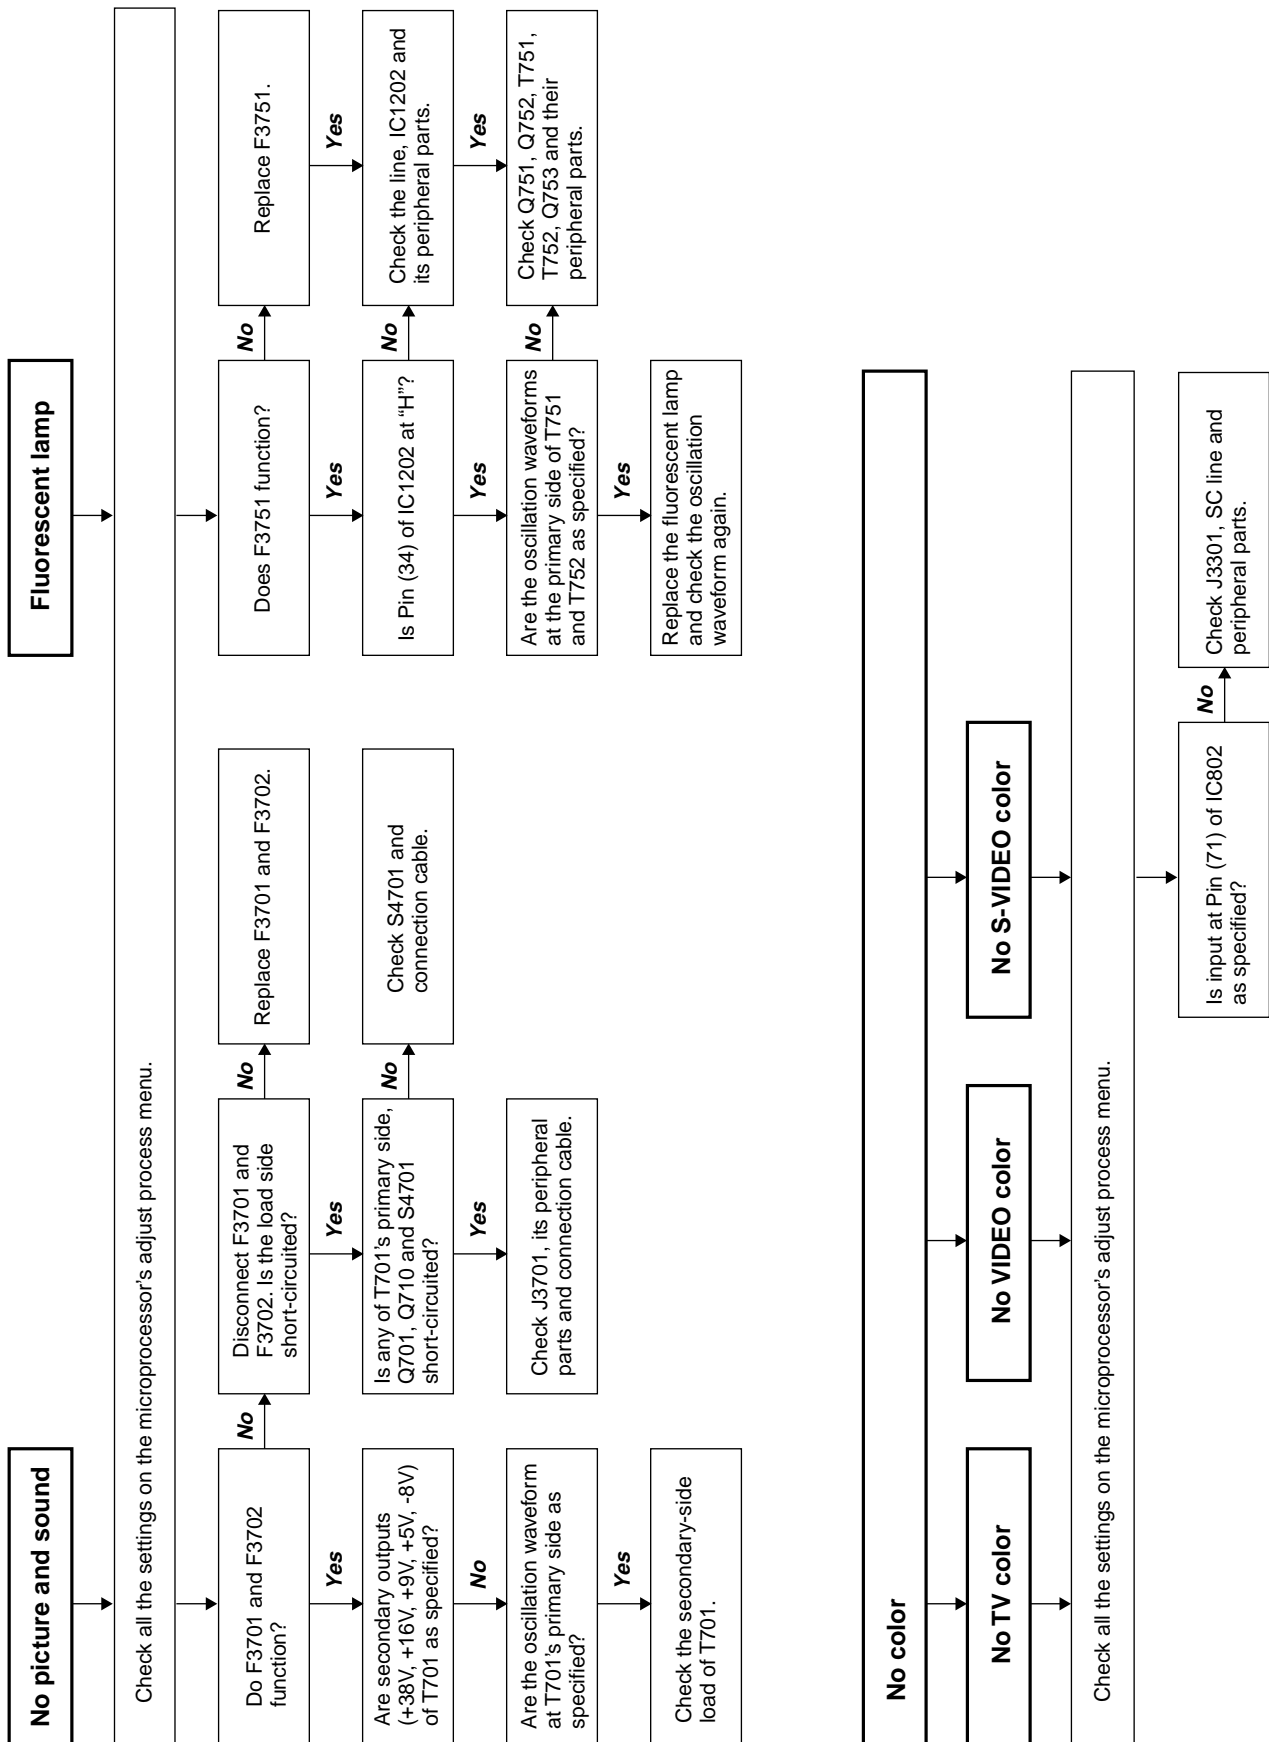 No picture and sound
Fluorescent lamp
Check all the settings on the microprocessor's adjust process menu.
Do F3701 and F3702
function?
No
Disconnect F3701 and
F3702. Is the load side
short-circuited?
No
Replace F3701 and F3702.
Does F3751 function?
No
Replace F3751.
Yes
Yes
Yes
Yes
Are secondary outputs
(+38V, +16V, +9V, +5V, -8V)
of T701 as specified?
Is any of T701's primary side,
Q701, Q710 and S4701
short-circuited?
No
Check S4701 and
connection cable.
Is Pin (34) of IC1202 at “H”?
No
Check the line, IC1202 and
its peripheral parts.
No
Yes
Yes
Yes
Are the oscillation waveform
at T701's primary side as
specified?
Check J3701, its peripheral
parts and connection cable.
Are the oscillation waveforms
at the primary side of T751
and T752 as specified?
No
Check Q751, Q752, T751,
T752, Q753 and their
peripheral parts.
Yes
Yes
Check the secondary-side
load of T701.
Replace the fluorescent lamp
and check the oscillation
waveform again.
No color
No TV color
No VIDEO color
No S-VIDEO color
Check all the settings on the microprocessor's adjust process menu.
Is input at Pin (71) of IC802
as specified?
No
Check J3301, SC line and
peripheral parts.